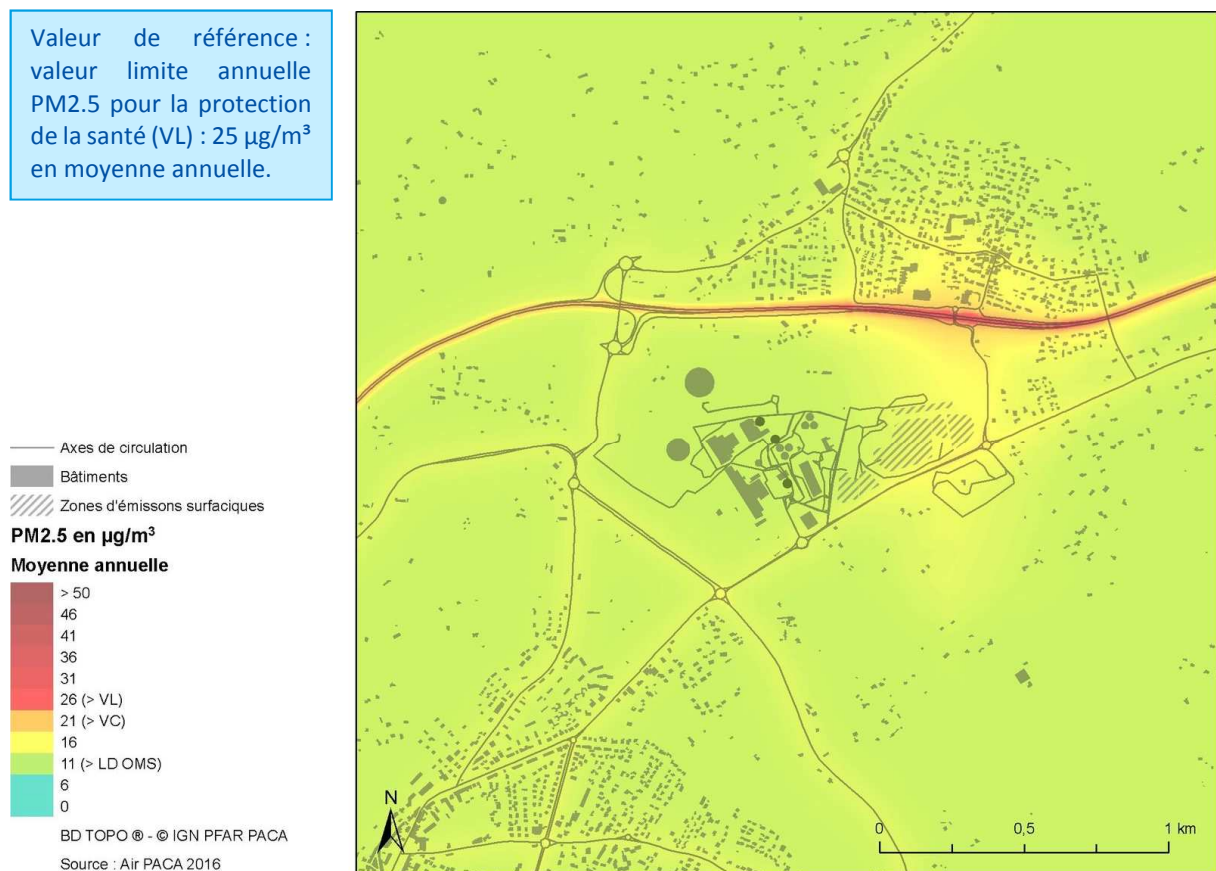 Valeur de référence :
valeur limite annuelle
PM2.5 pour la protection
de la santé (VL) : 25 µg/m³
en moyenne annuelle.
Axes de circulation
Bâtiments
Zones d'émissons surfaciques
PM2.5 en µg/m³
Moyenne annuelle
> 50
46
41
36
31
26 (> VL)
21 (> VC)
16
11 (> LD OMS)
6
0
BD TOPO ® - © IGN PFAR PACA
Source : Air PACA 2016
N
0 0,5 1 km